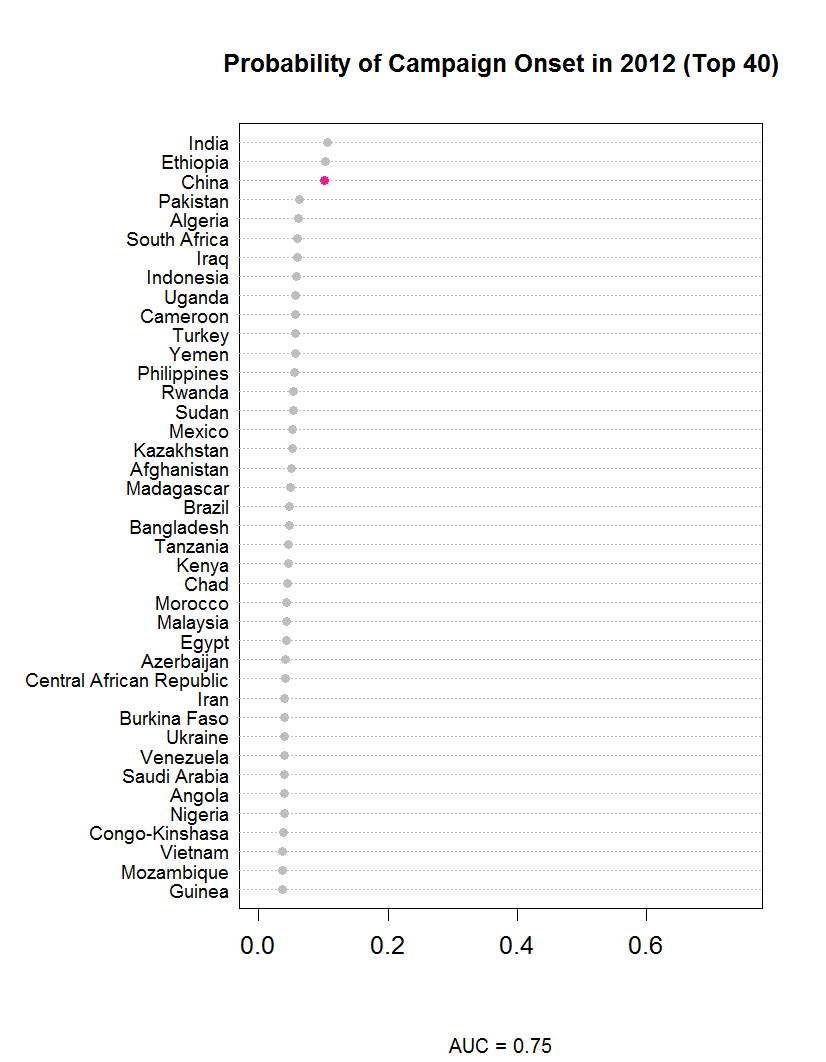 Probability of Campaign Onset in 2012 (Top 40)
India
Ethiopia
China
Pakistan
Algeria
South Africa
Iraq
Indonesia
Uganda
Cameroon
Turkey
Yemen
Philippines
Rwanda
Sudan
Mexico
Kazakhstan
Afghanistan
Madagascar
Brazil
Bangladesh
Tanzania
Kenya
Chad
Morocco
Malaysia
Egypt
Azerbaijan
Central African Republic
Iran
Burkina Faso
Ukraine
Venezuela
Saudi Arabia
Angola
Nigeria
Congo-Kinshasa
Vietnam
Mozambique
Guinea
0.0 0.2 0.4 0.6
AUC = 0.75